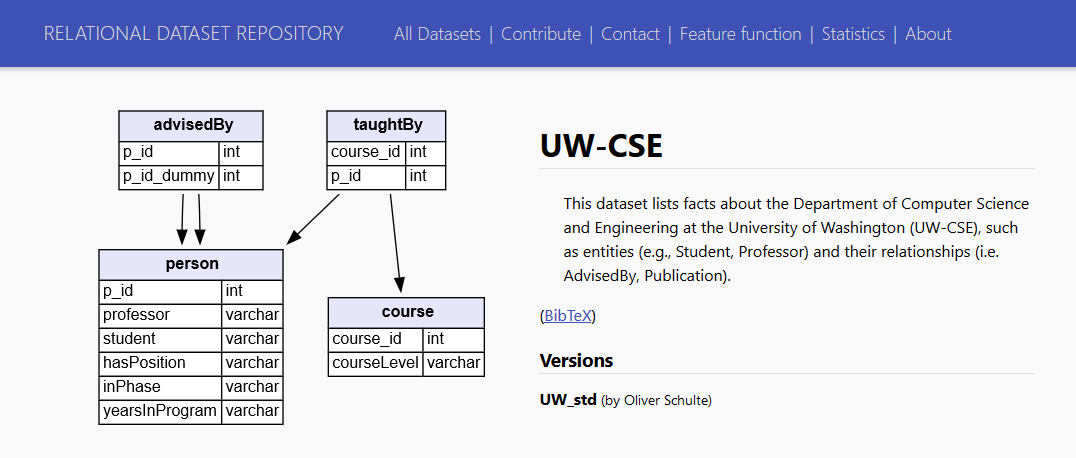 RELATIONAL DATASET REPOSITORY All Datasets | Contribute | Contact | Feature function | Statistics | About
advisedBy
p_id int
p_id_dummy int
taughtBy
course_id int
p_id int
person
p_id int
professor varchar
student varchar
hasPosition varchar
inPhase varchar
yearsInProgram varchar
course
course_id int
courseLevel varchar
UW-CSE
This dataset lists facts about the Department of Computer Science
and Engineering at the University of Washington (UW-CSE), such
as entities (e.g., Student, Professor) and their relationships (i.e.
AdvisedBy, Publication).
(BibTeX)
Versions
UW_std (by Oliver Schulte)